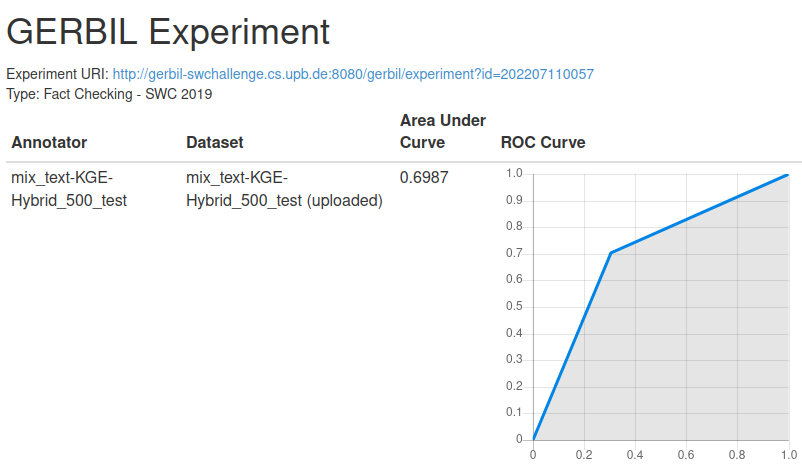 GERBIL Experiment
Experiment URI: http://gerbil-swchallenge.cs.upb.de:8080/gerbil/experiment?id=202207110057
Type: Fact Checking - SWC 2019
Annotator Dataset Area Under Curve ROC Curve
mix_text-KGE-Hybrid_500_test mix_text-KGE-Hybrid_500_test (uploaded) 0.6987
1.0
0.9
0.8
0.7
0.6
0.5
0.4
0.3
0.2
0.1
0
0 0.2 0.4 0.6 0.8 1.0